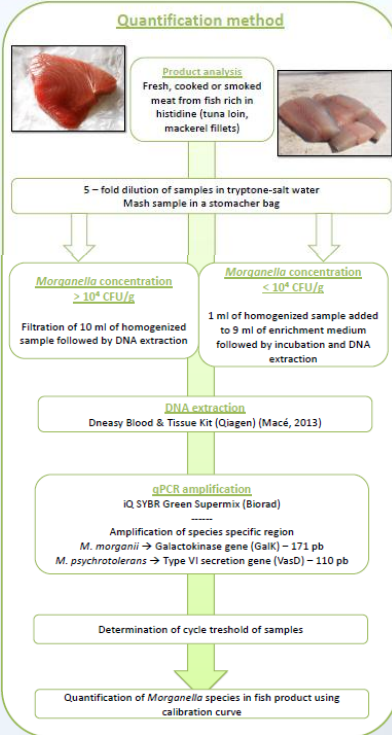 Quantification method
Product analysis
Fresh, cooked or smoked
meat from fish rich in
histidine (tuna loin,
mackerel fillets)
5 – fold dilution of samples in tryptone-salt water
Mash sample in a stomacher bag
Morganella concentration
> 10⁴ CFU/g
Filtration of 10 ml of homogenized
sample followed by DNA extraction
Morganella concentration
< 10⁴ CFU/g
1 ml of homogenized sample added
to 9 ml of enrichment medium
followed by incubation and DNA
extraction
DNA extraction
Dneasy Blood & Tissue Kit (Qiagen) (Macé, 2013)
qPCR amplification
iQ SYBR Green Supermix (Biorad)
------
Amplification of species specific region
M. morganii → Galactokinase gene (GalK) – 171 pb
M. psychrotolerans → Type VI secretion gene (VasD) – 110 pb
Determination of cycle treshold of samples
Quantification of Morganella species in fish product using
calibration curve